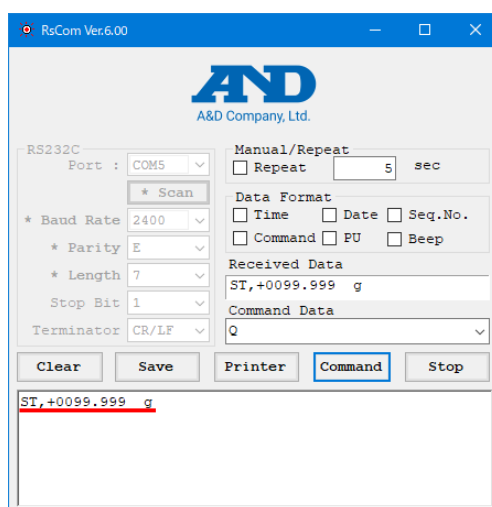 RsCom Ver.6.00
AND
A&D Company, Ltd.
RS232C
Port : COM5
* Scan
* Baud Rate 2400
* Parity E
* Length 7
Stop Bit 1
Terminator CR/LF
Manual/Repeat
Repeat 5 sec
Data Format
Time Date Seq.No.
Command PU Beep
Received Data
ST,+0099.999 g
Command Data
Q
Clear Save Printer Command Stop
ST,+0099.999 g